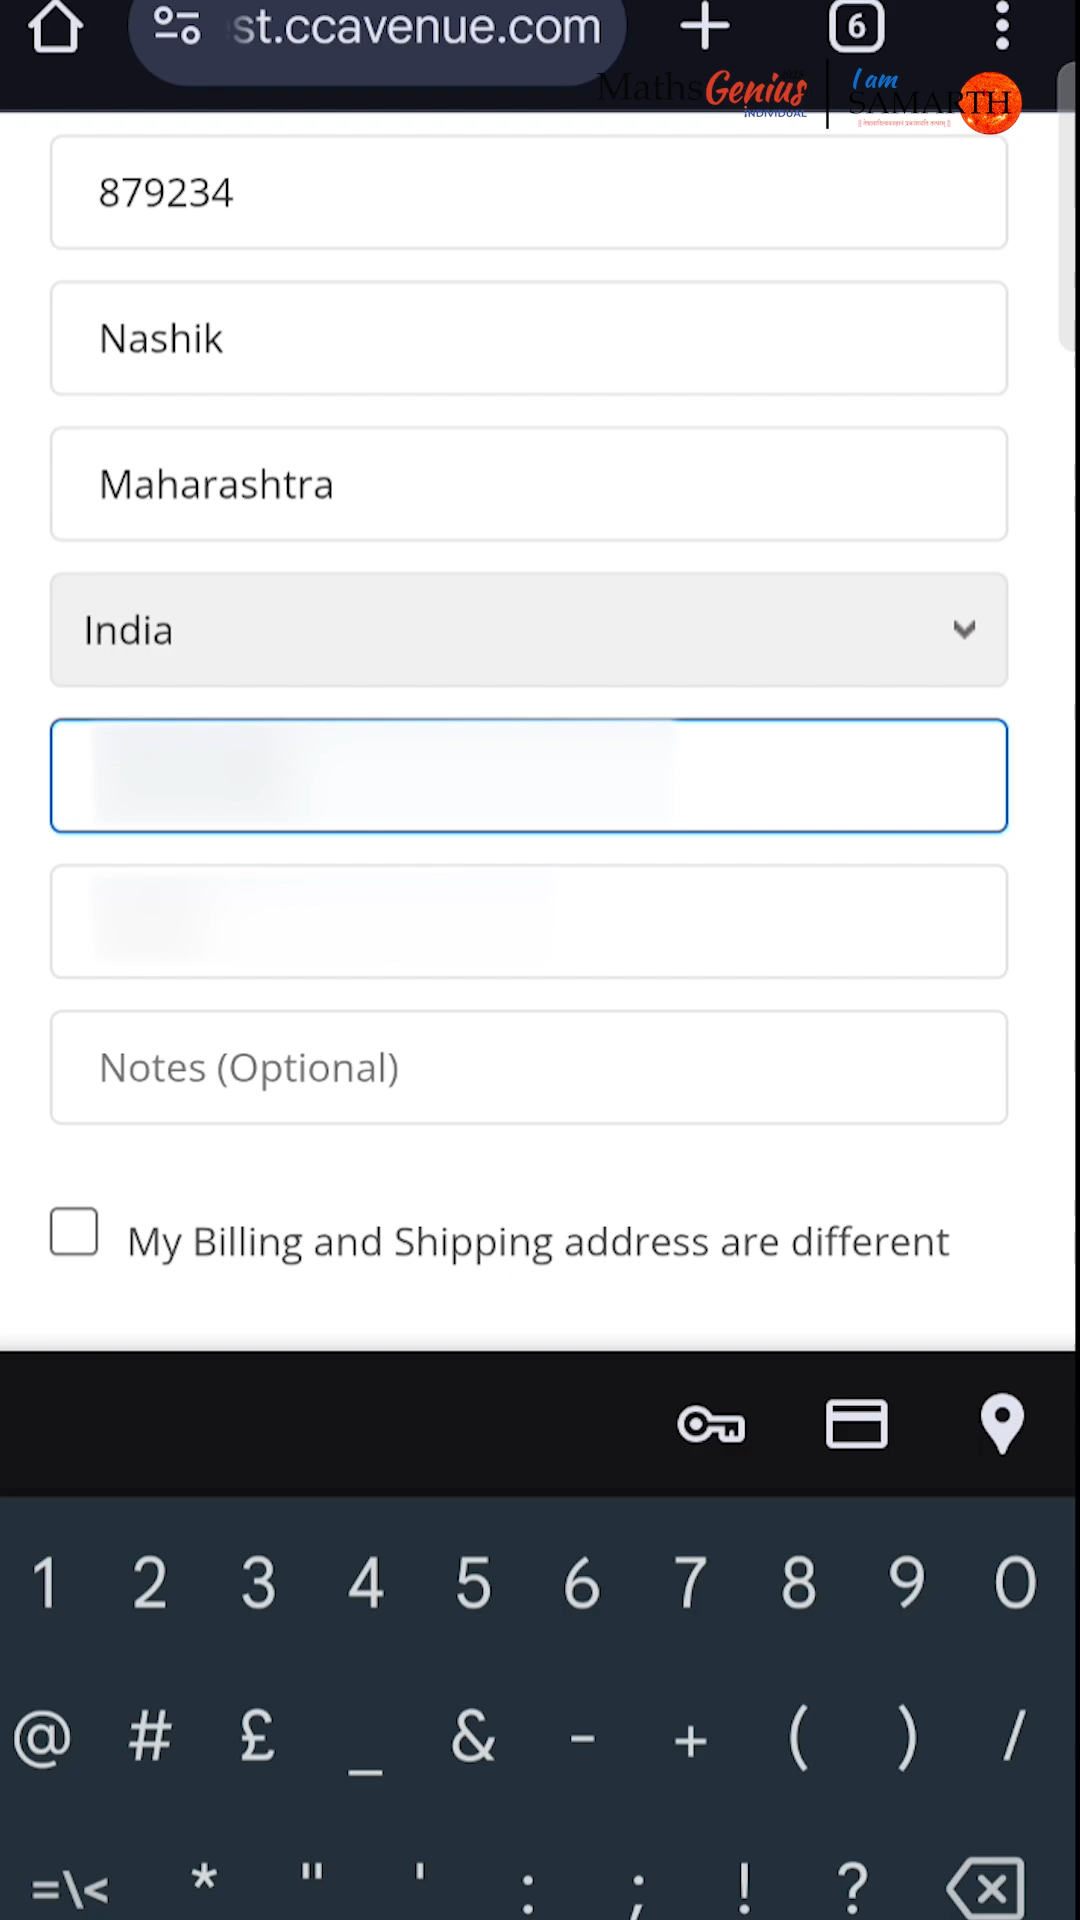 st.ccavenue.com
6
Maths Genius
INDIVIDUAL
I am
SAMARTH
879234
Nashik
Maharashtra
India
Notes (Optional)
My Billing and Shipping address are different
1 2 3 4 5 6 7 8 9 0
@ # £ _ & - + ( ) /
=\< * " ' : ; ! ?